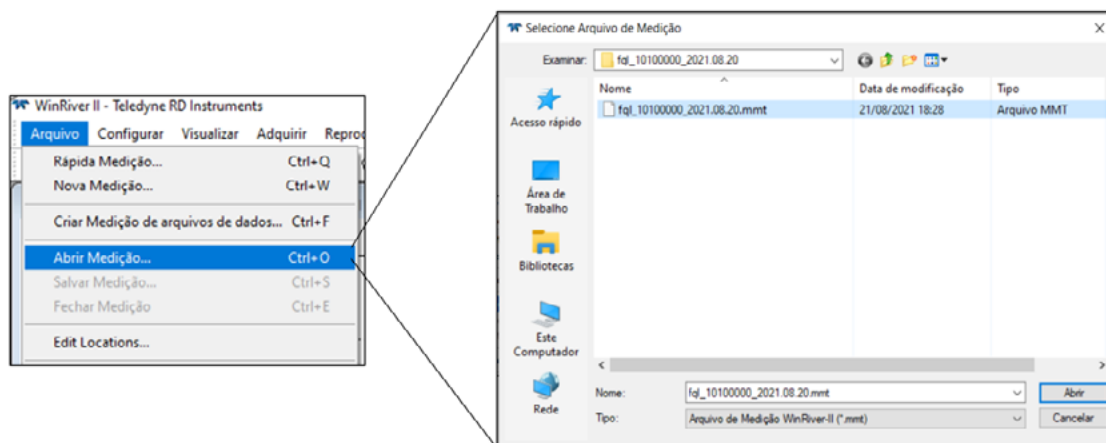 WinRiver II - Teledyne RD Instruments
Arquivo Configurar Visualizar Adquirir Reproc
Rápida Medição... Ctrl+Q
Nova Medição... Ctrl+W
Criar Medição de arquivos de dados... Ctrl+F
Abrir Medição... Ctrl+O
Salvar Medição... Ctrl+S
Fechar Medição Ctrl+E
Edit Locations...
Selecione Arquivo de Medição
Examinar: fql_10100000_2021.08.20
Nome Data de modificação Tipo
fql_10100000_2021.08.20.mmt 21/08/2021 18:28 Arquivo MMT
Acesso rápido
Área de
Trabalho
Bibliotecas
Este
Computador
Rede
Nome: fql_10100000_2021.08.20.mmt Abrir
Tipo: Arquivo de Medição WinRiver-II (*.mmt) Cancelar